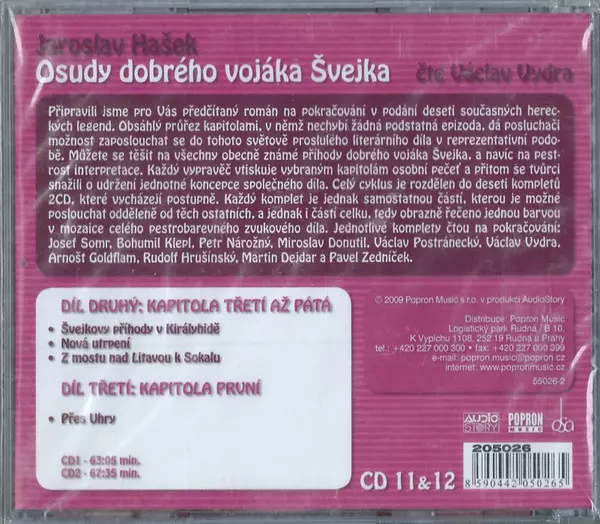 Jaroslav Hašek
Osudy dobrého vojáka Švejka
čte Václav Vydra
Připravili jsme pro Vás předčítaný román na pokračování v podání deseti současných herec-
kých legend. Obsáhlý průřez kapitolami, v němž nechybí žádná podstatná epizoda, dá posluchači
možnost zaposlouchat se do tohoto světově proslulého literárního díla v reprezentativní podo-
bě. Můžete se těšit na všechny obecně známé příhody dobrého vojáka Švejka, a navíc na pest-
rost interpretace. Každý vypravěč vtiskuje vybraným kapitolám osobní pečeť a přitom se tvůrci
snažili o udržení jednotné koncepce společného díla. Celý cyklus je rozdělen do deseti kompletů
2CD, které vycházejí postupně. Každý komplet je jednak samostatnou částí, kterou je možné
poslouchat odděleně od těch ostatních, a jednak i částí celku, tedy obrazně řečeno jednou barvou
v mozaice celého pestrobarevného zvukového díla. Jednotlivé komplety čtou na pokračování:
Josef Somr, Bohumil Klepl, Petr Nárožný, Miroslav Donutil, Václav Postránecký, Václav Vydra,
Arnošt Goldflam, Rudolf Hrušínský, Martin Dejdar a Pavel Zedníček.
DÍL DRUHÝ: KAPITOLA TŘETÍ AŽ PÁTÁ
• Švejkovy příhody v Királyhidě
• Nová utrpení
• Z mostu nad Litavou k Sokalu
DÍL TŘETÍ: KAPITOLA PRVNÍ
• Přes Uhry
CD1 - 63:05 min.
CD2 - 67:35 min.
℗ 2009 Popron Music s r.o. v produkci AudioStory
Distribuce: Popron Music
Logistický park Rudná / B 10,
K Vypichu 1108, 252 19 Rudná u Prahy
tel.: +420 227 000 300 • fax: +420 227 000 399
e-mail: popron.music@popron.cz
internet: www.popronmusic.cz
55026-2
AUDIO
STORY
POPRON
MUSIC
osa
CD 11&12
205026
8 590442 050265